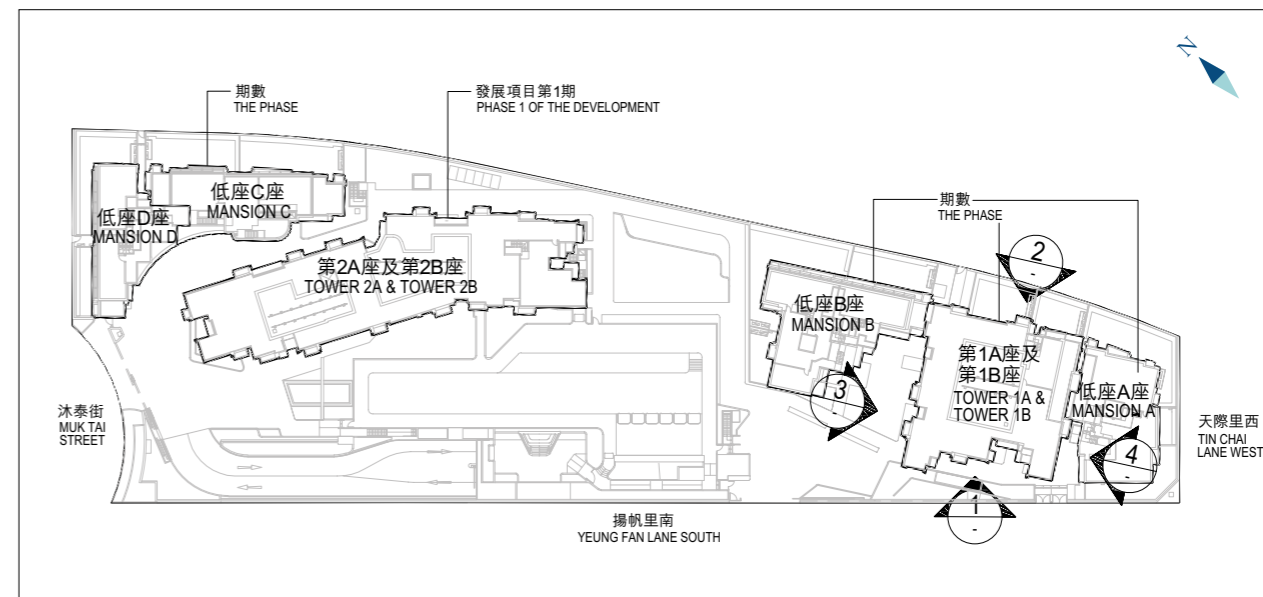 N
期數
THE PHASE
發展項目第1期
PHASE 1 OF THE DEVELOPMENT
低座C座
MANSION C
低座D座
MANSION D
第2A座及第2B座
TOWER 2A & TOWER 2B
期數
THE PHASE
2
-
低座B座
MANSION B
第1A座及
第1B座
TOWER 1A &
TOWER 1B
低座A座
MANSION A
3
-
4
-
1
-
沐泰街
MUK TAI
STREET
天際里西
TIN CHAI
LANE WEST
揚帆里南
YEUNG FAN LANE SOUTH